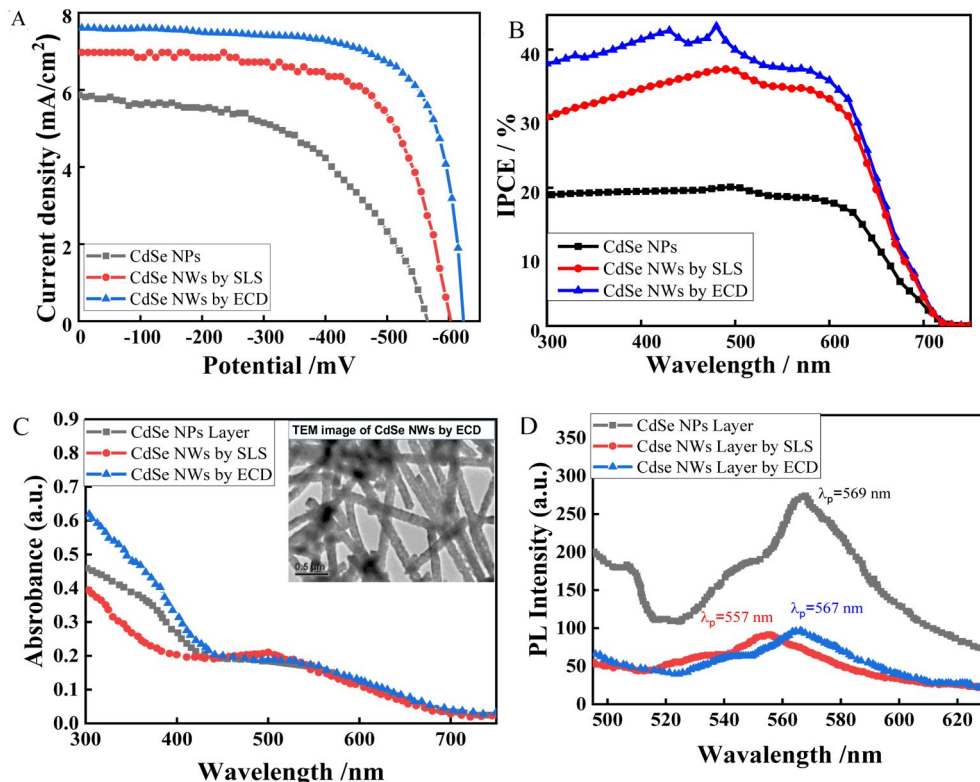 A
Current density (mA/cm²)
8
6
4
2
0
CdSe NPs
CdSe NWs by SLS
CdSe NWs by ECD
0 -100 -200 -300 -400 -500 -600
Potential /mV
B
IPCE / %
40
30
20
10
0
CdSe NPs
CdSe NWs by SLS
CdSe NWs by ECD
300 400 500 600 700
Wavelength / nm
C
Absrobance (a.u.)
0.9
0.8
0.7
0.6
0.5
0.4
0.3
0.2
0.1
0.0
CdSe NPs Layer
CdSe NWs by SLS
CdSe NWs by ECD
TEM image of CdSe NWs by ECD
0.5 µm
300 400 500 600 700
Wavelength /nm
D
PL Intensity (a.u.)
350
300
250
200
150
100
50
0
CdSe NPs Layer
Cdse NWs Layer by SLS
Cdse NWs Layer by ECD
λp=569 nm
λp=557 nm
λp=567 nm
500 520 540 560 580 600 620
Wavalength /nm